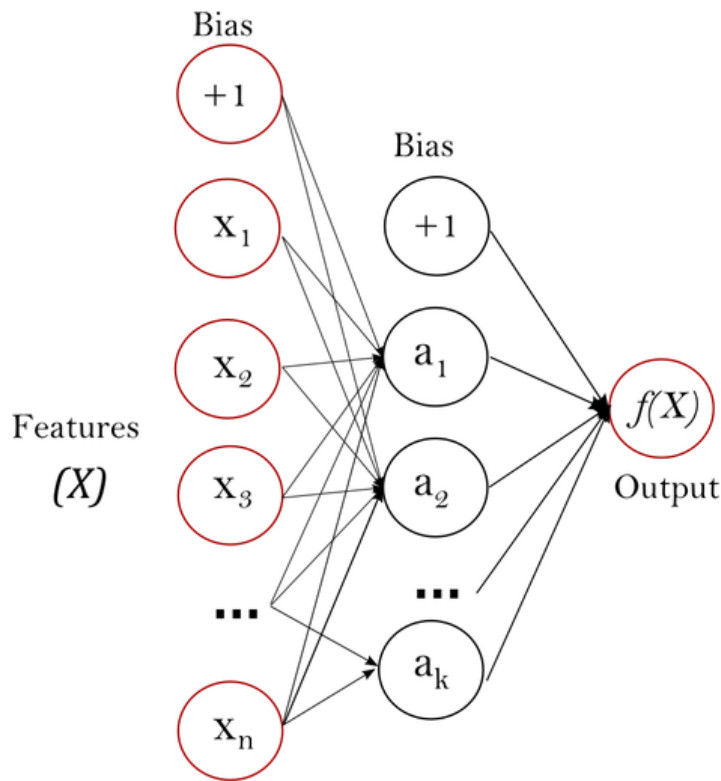 Bias
+1
x₁
x₂
x₃
...
xₙ
Features
(X)
Bias
+1
a₁
a₂
...
aₖ
f(X)
Output